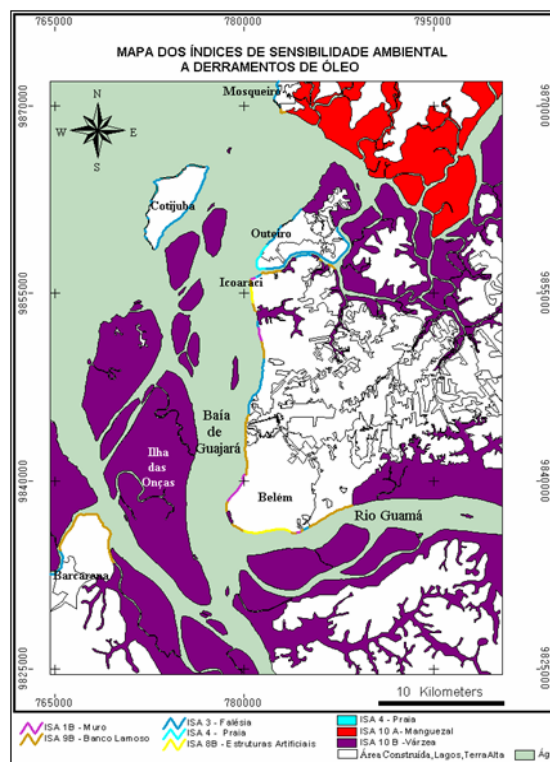 765000 780000 795000
MAPA DOS ÍNDICES DE SENSIBILIDADE AMBIENTAL
A DERRAMENTOS DE ÓLEO
9870000 9870000
Mosqueiro
N
W E
S
Cotijuba
Outeiro
Icoaraci
9855000 9855000
Baía
de
Guajará
Ilha
das
Onças
9840000 9840000
Belém
Rio Guamá
Barcarena
9825000 9825000
765000 780000 795000
10 Kilometers
ISA 1B - Muro
ISA 9B - Banco Lamoso
ISA 3 - Falésia
ISA 4 - Praia
ISA 8B - Estruturas Artificiais
ISA 4 - Praia
ISA 10 A - Manguezal
ISA 10 B - Várzea
Área Construída, Lagos, Terra Alta